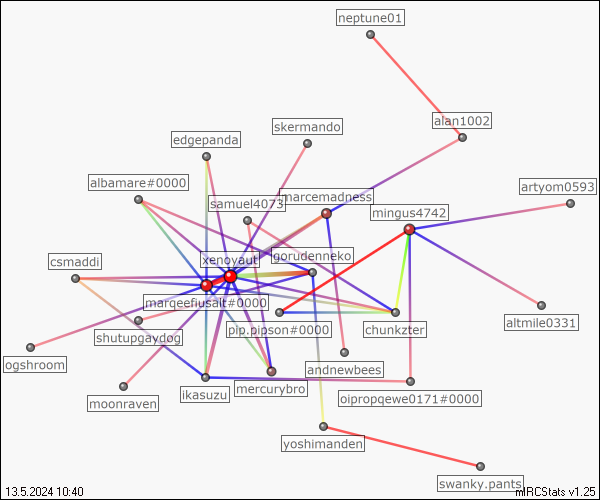 neptune01
alan1002
skermando
edgepanda
albamare#0000
artyom0593
samuel4073
marcemadness
mingus4742
csmaddi
xenoyaut
gorudenneko
marqeefusalt#0000
altmile0331
pip.pipson#0000
chunkzter
shutupgaydog
ogshroom
andnewbees
moonraven
ikasuzu
mercurybro
oipropqewe0171#0000
yoshimanden
swanky.pants
13.5.2024 10:40
mIRCStats v1.25